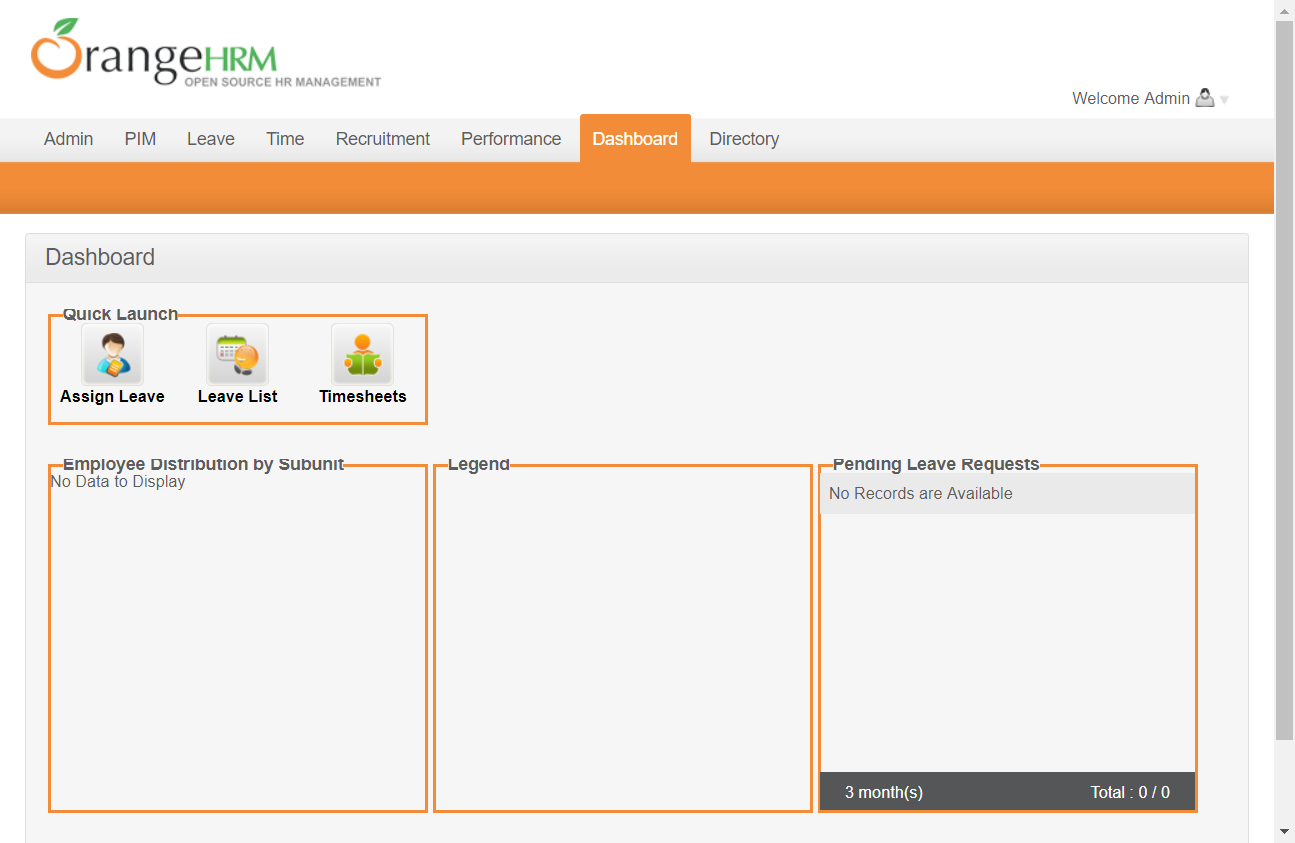 OrangeHRM
OPEN SOURCE HR MANAGEMENT
Welcome Admin
Admin PIM Leave Time Recruitment Performance Dashboard Directory
Dashboard
Quick Launch
Assign Leave Leave List Timesheets
Employee Distribution by Subunit Legend Pending Leave Requests
No Data to Display
No Records are Available
3 month(s) Total : 0 / 0